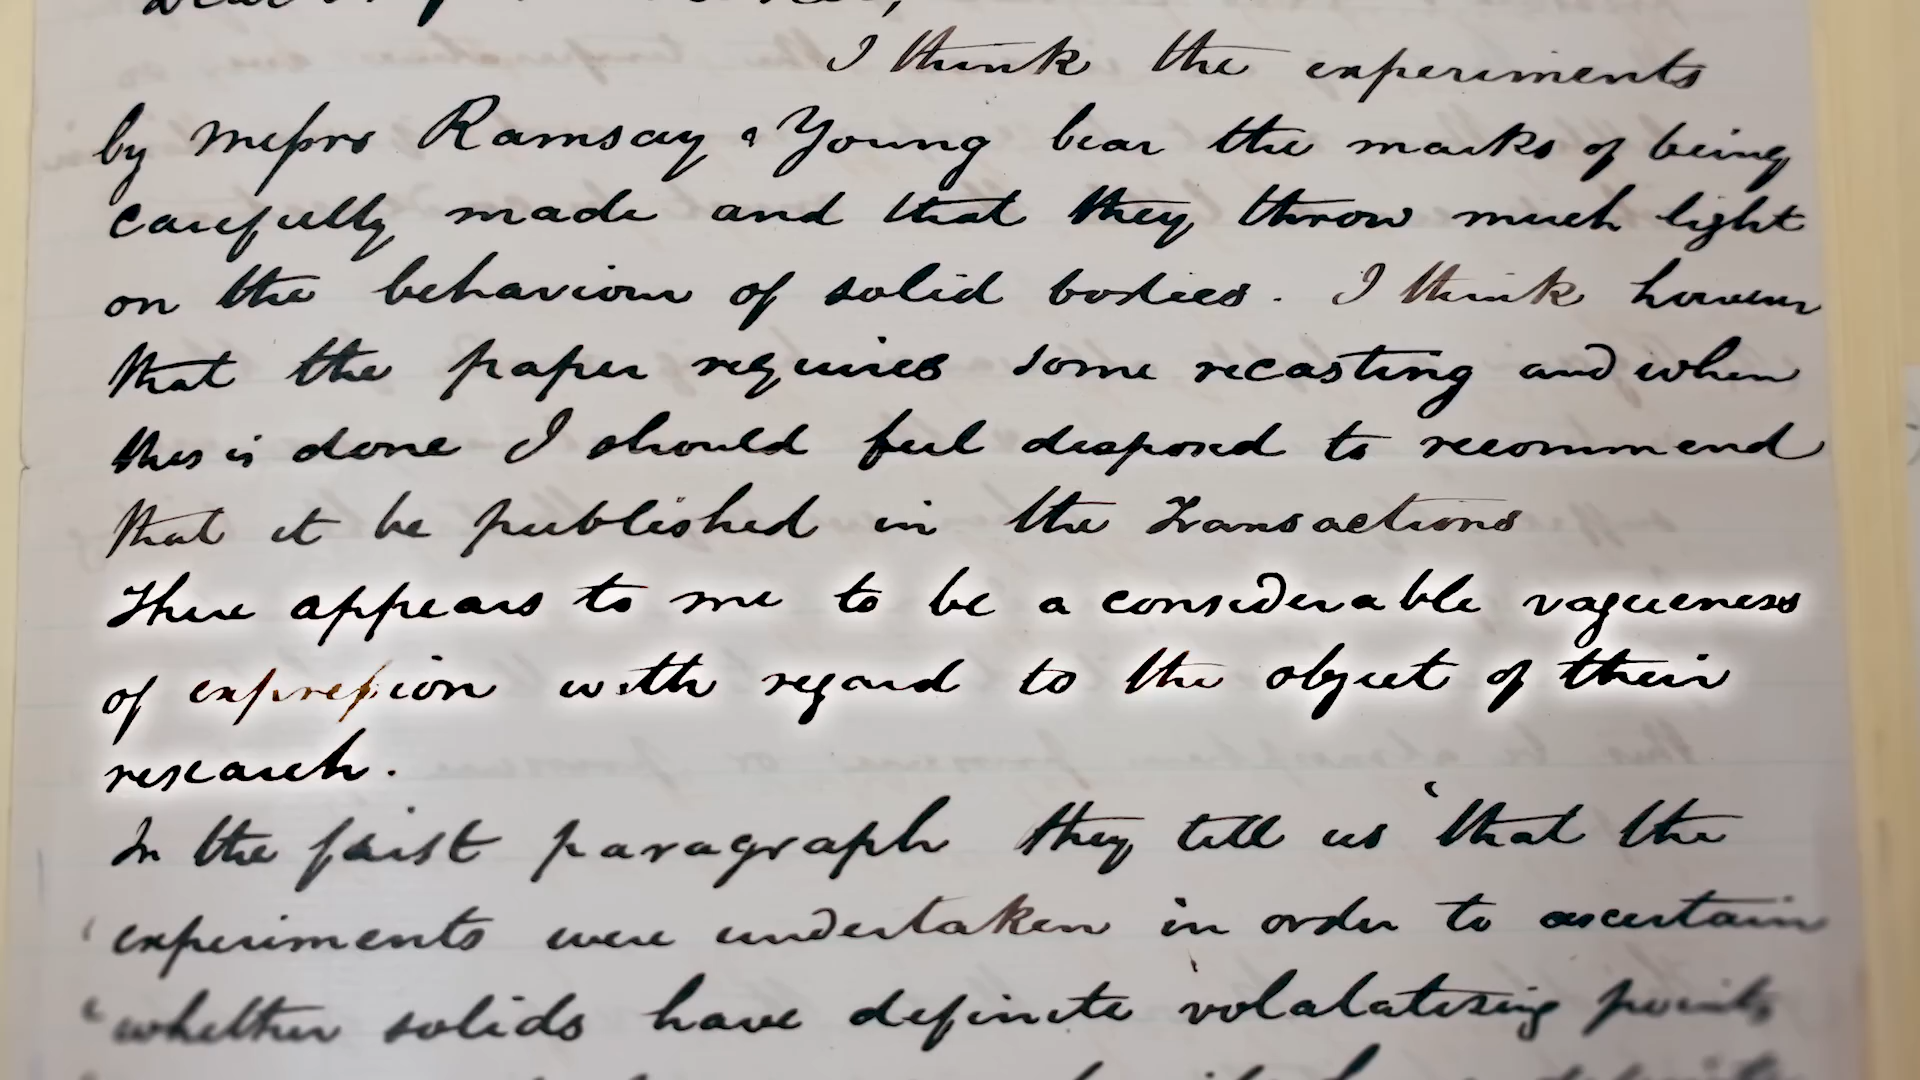 I think the experiments
by Messrs Ramsay & Young bear the marks of being
carefully made and that they throw much light
on the behaviour of solid bodies. I think however
that the paper requires some recasting and when
this is done I should feel disposed to recommend
that it be published in the Transactions
There appears to me to be a considerable vagueness
of expression with regard to the object of their
research.
In the first paragraph they tell us 'that the
'experiments were undertaken in order to ascertain
'whether solids have definite volalatising points